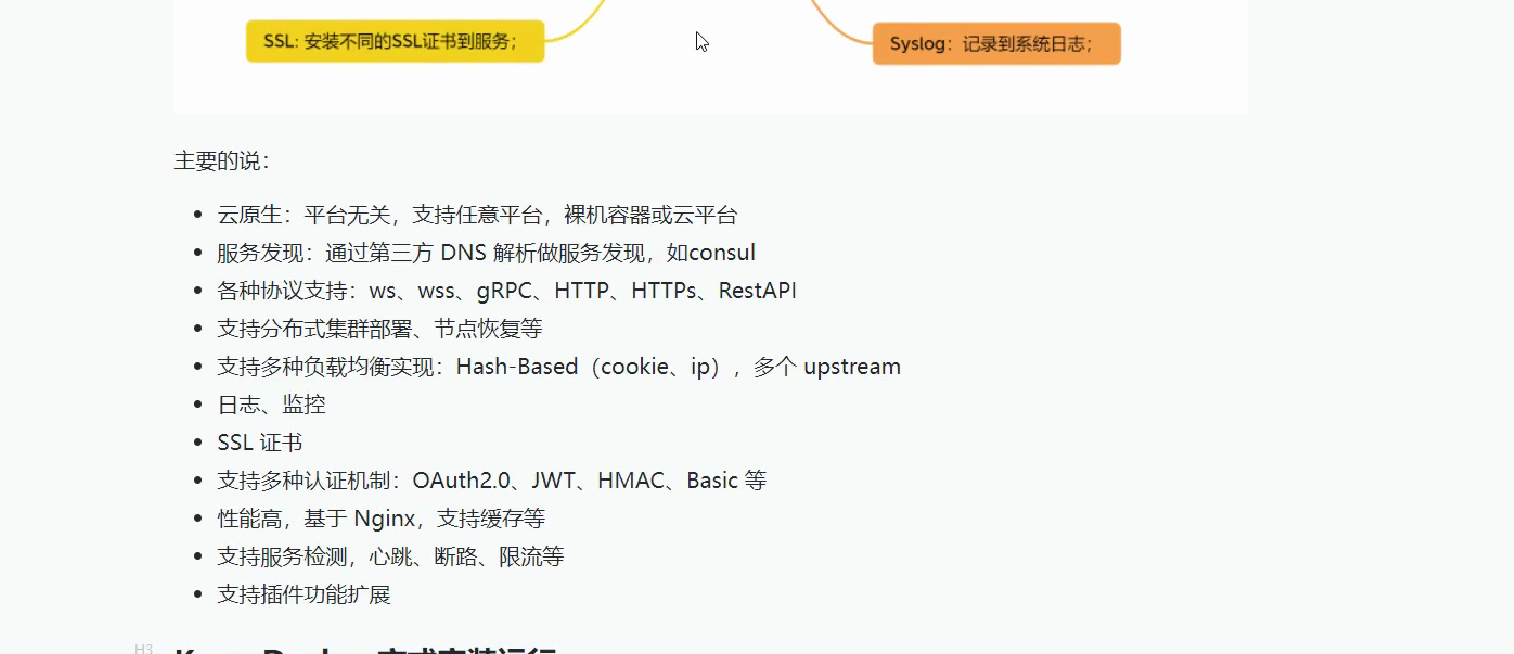 SSL: 安装不同的SSL证书到服务；
Syslog：记录到系统日志；
主要的说：
云原生：平台无关，支持任意平台，裸机容器或云平台
服务发现：通过第三方 DNS 解析做服务发现，如consul
各种协议支持：ws、wss、gRPC、HTTP、HTTPs、RestAPI
支持分布式集群部署、节点恢复等
支持多种负载均衡实现：Hash-Based（cookie、ip），多个 upstream
日志、监控
SSL 证书
支持多种认证机制：OAuth2.0、JWT、HMAC、Basic 等
性能高，基于 Nginx，支持缓存等
支持服务检测，心跳、断路、限流等
支持插件功能扩展
H3